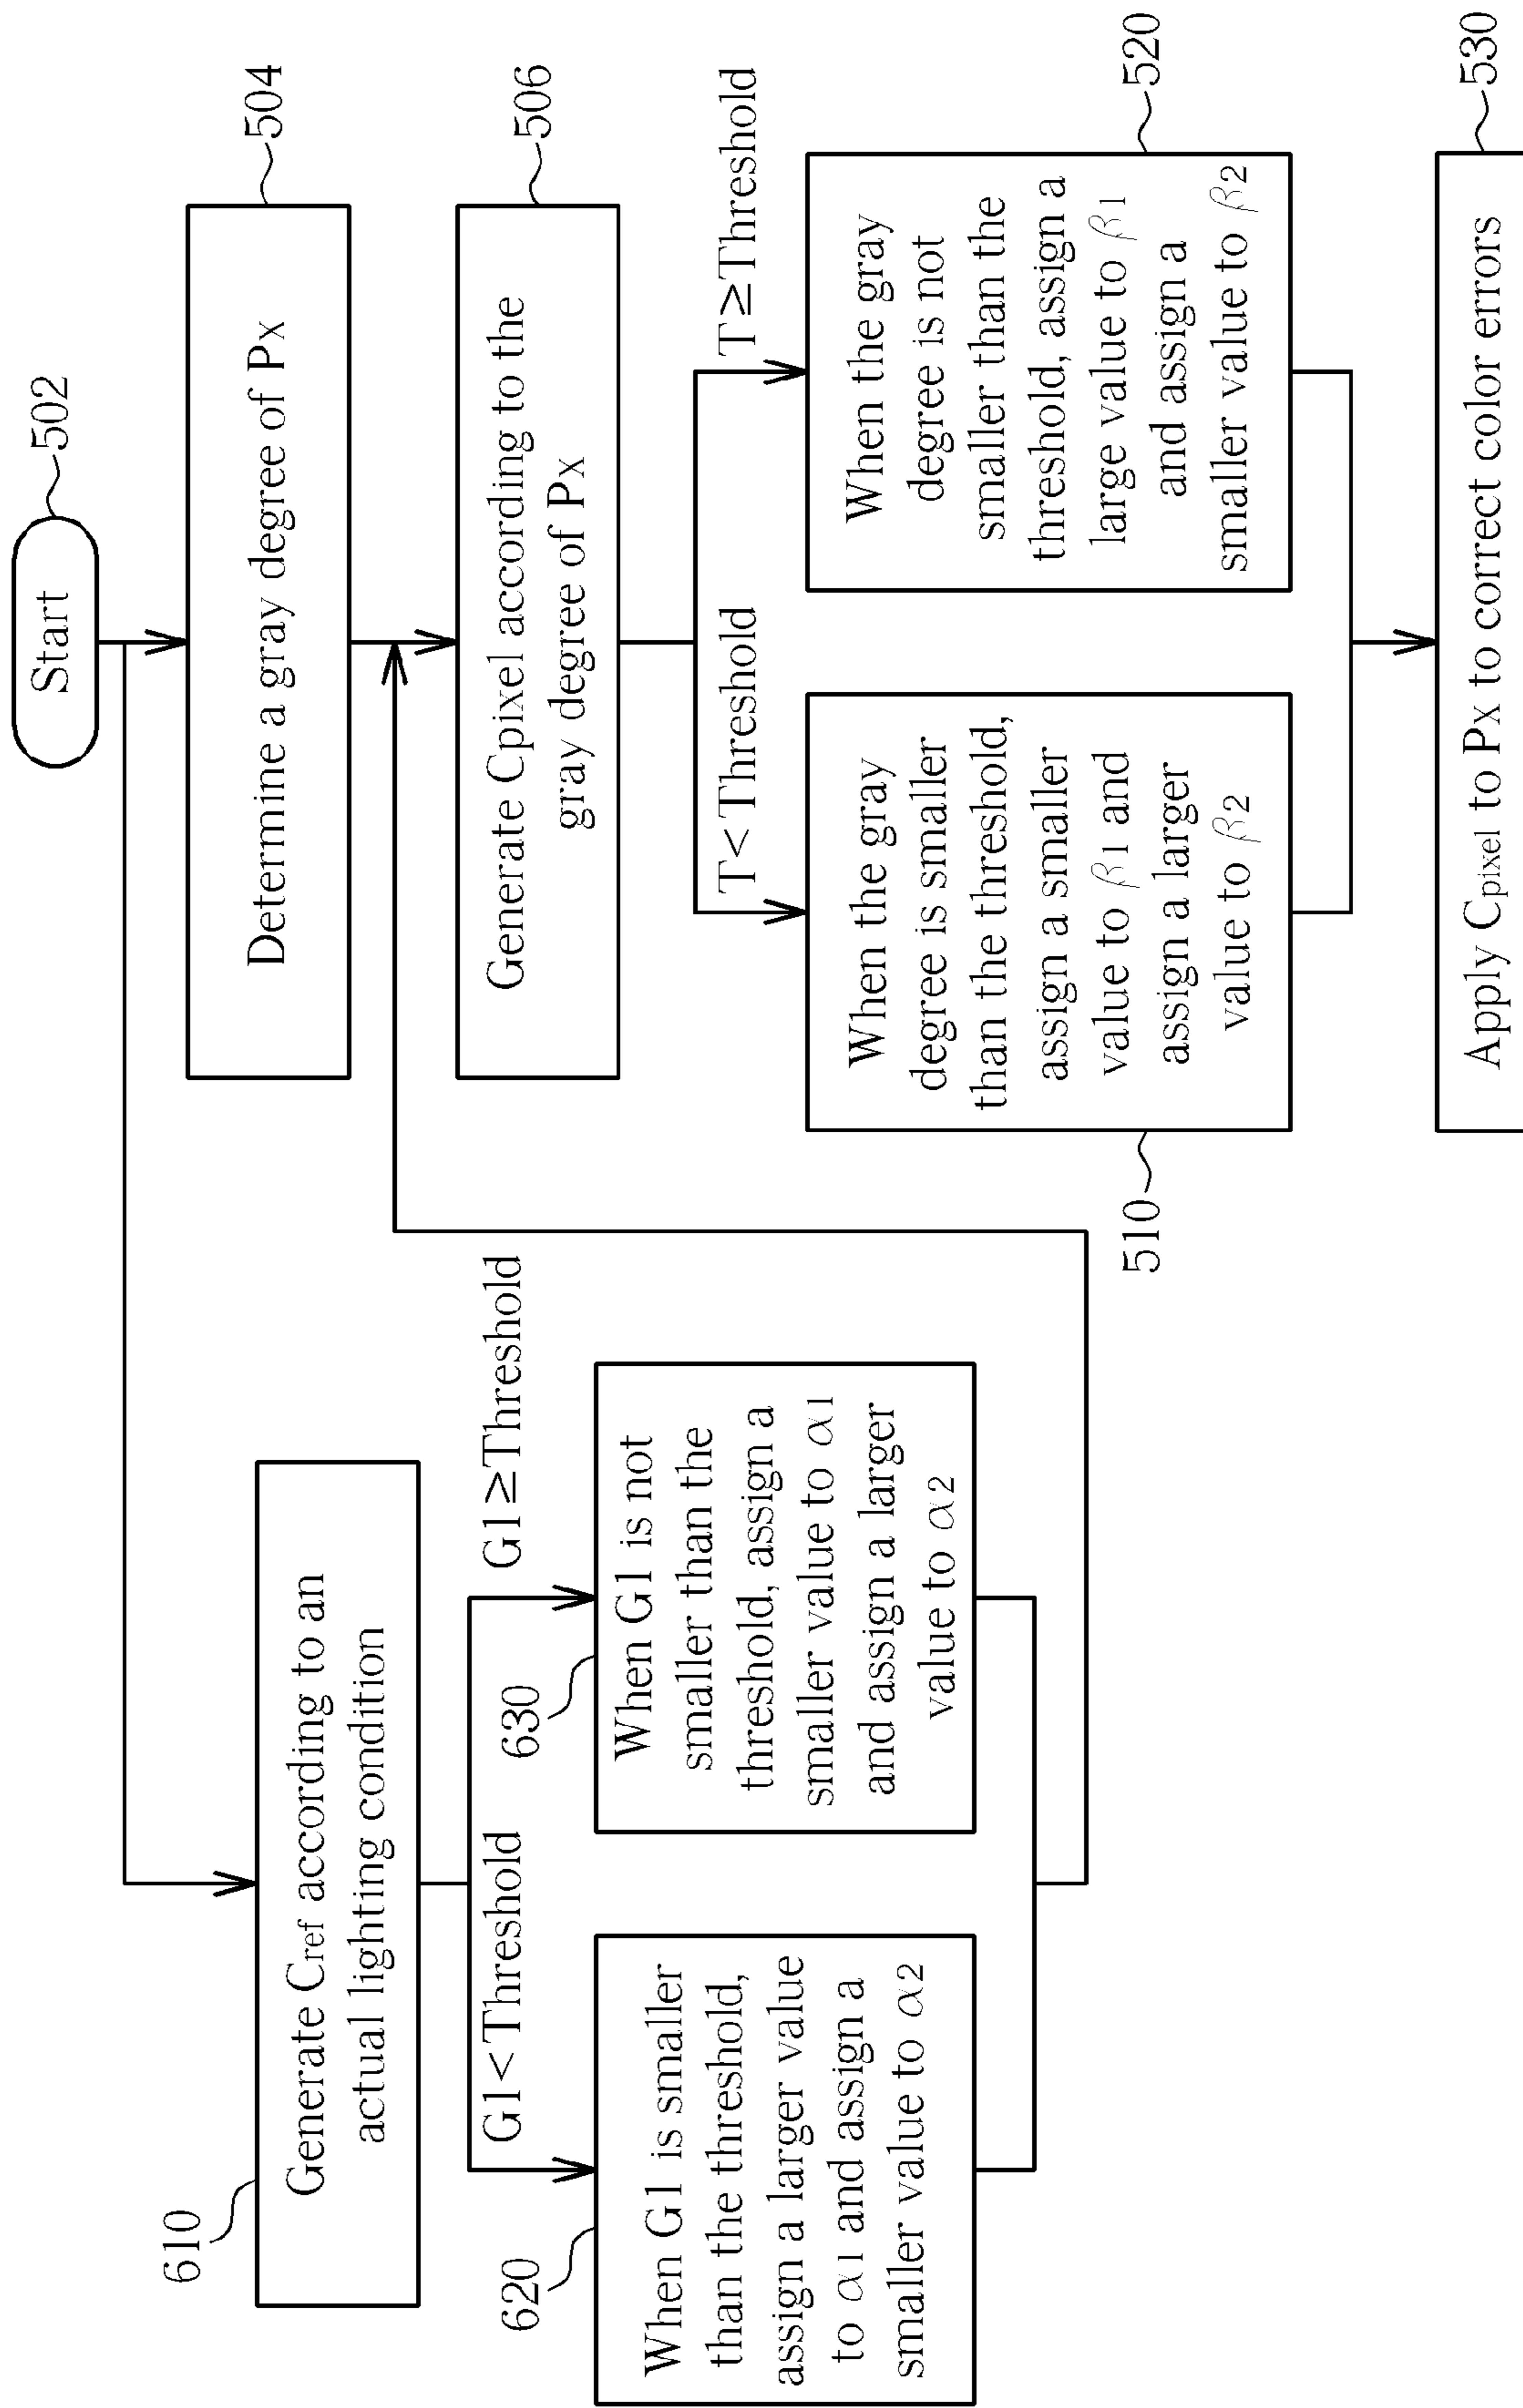 Start
502
Determine a gray degree of Px
504
Generate Cpixel according to the
gray degree of Px
506
T<Threshold
T≥Threshold
When the gray
degree is smaller
than the threshold,
assign a smaller
value to β1 and
assign a larger
value to β2
510
When the gray
degree is not
smaller than the
threshold, assign a
large value to β1
and assign a
smaller value to β2
520
Apply Cpixel to Px to correct color errors
530
610
Generate Cref according to an
actual lighting condition
G1<Threshold
G1≥Threshold
620
When G1 is smaller
than the threshold,
assign a larger value
to α1 and assign a
smaller value to α2
630
When G1 is not
smaller than the
threshold, assign a
smaller value to α1
and assign a larger
value to α2